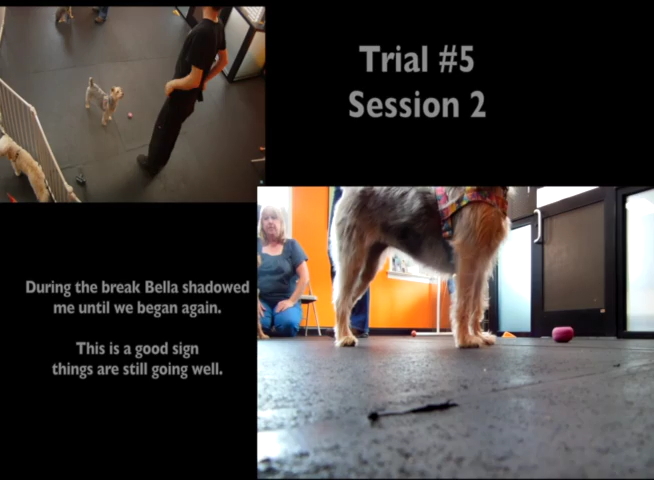 Trial #5
Session 2
During the break Bella shadowed
me until we began again.
This is a good sign
things are still going well.